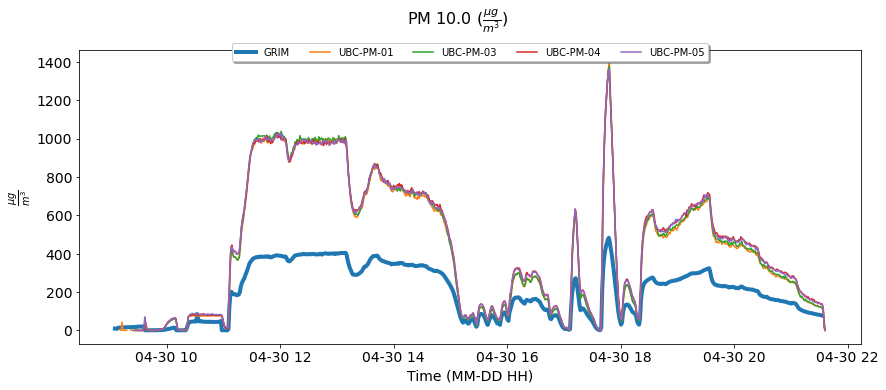 PM 10.0 (μg/m³)
GRIM UBC-PM-01 UBC-PM-03 UBC-PM-04 UBC-PM-05
μg/m³
1400
1200
1000
800
600
400
200
0
04-30 10 04-30 12 04-30 14 04-30 16 04-30 18 04-30 20 04-30 22
Time (MM-DD HH)